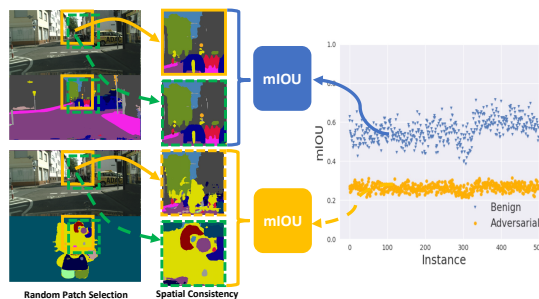 mIOU
mIOU
Random Patch Selection
Spatial Consistency
1.0
0.8
0.6
0.4
0.2
0.0
mIOU
Benign
Adversarial
0
100
200
300
400
500
Instance